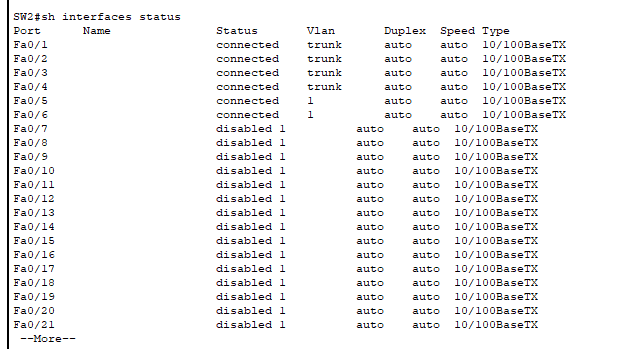 SW2#sh interfaces status
Port Name Status Vlan Duplex Speed Type
Fa0/1 connected trunk auto auto 10/100BaseTX
Fa0/2 connected trunk auto auto 10/100BaseTX
Fa0/3 connected trunk auto auto 10/100BaseTX
Fa0/4 connected trunk auto auto 10/100BaseTX
Fa0/5 connected 1 auto auto 10/100BaseTX
Fa0/6 connected 1 auto auto 10/100BaseTX
Fa0/7 disabled 1 auto auto 10/100BaseTX
Fa0/8 disabled 1 auto auto 10/100BaseTX
Fa0/9 disabled 1 auto auto 10/100BaseTX
Fa0/10 disabled 1 auto auto 10/100BaseTX
Fa0/11 disabled 1 auto auto 10/100BaseTX
Fa0/12 disabled 1 auto auto 10/100BaseTX
Fa0/13 disabled 1 auto auto 10/100BaseTX
Fa0/14 disabled 1 auto auto 10/100BaseTX
Fa0/15 disabled 1 auto auto 10/100BaseTX
Fa0/16 disabled 1 auto auto 10/100BaseTX
Fa0/17 disabled 1 auto auto 10/100BaseTX
Fa0/18 disabled 1 auto auto 10/100BaseTX
Fa0/19 disabled 1 auto auto 10/100BaseTX
Fa0/20 disabled 1 auto auto 10/100BaseTX
Fa0/21 disabled 1 auto auto 10/100BaseTX
--More--